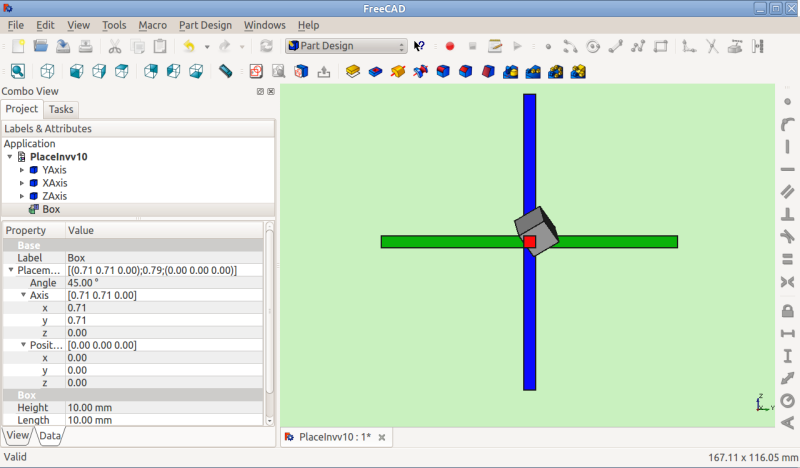 FreeCAD
File Edit View Tools Macro Part Design Windows Help
Part Design
Combo View
Project Tasks
Labels & Attributes
Application
PlaceInvv10
YAxis
XAxis
ZAxis
Box
Property Value
Base
Label Box
Placem... [(0.71 0.71 0.00);0.79;(0.00 0.00 0.00)]
Angle 45.00 °
Axis [0.71 0.71 0.00]
x 0.71
y 0.71
z 0.00
Posit... [0.00 0.00 0.00]
x 0.00
y 0.00
z 0.00
Box
Height 10.00 mm
Length 10.00 mm
View Data
PlaceInvv10 : 1*
Z
X Y
Valid
167.11 x 116.05 mm